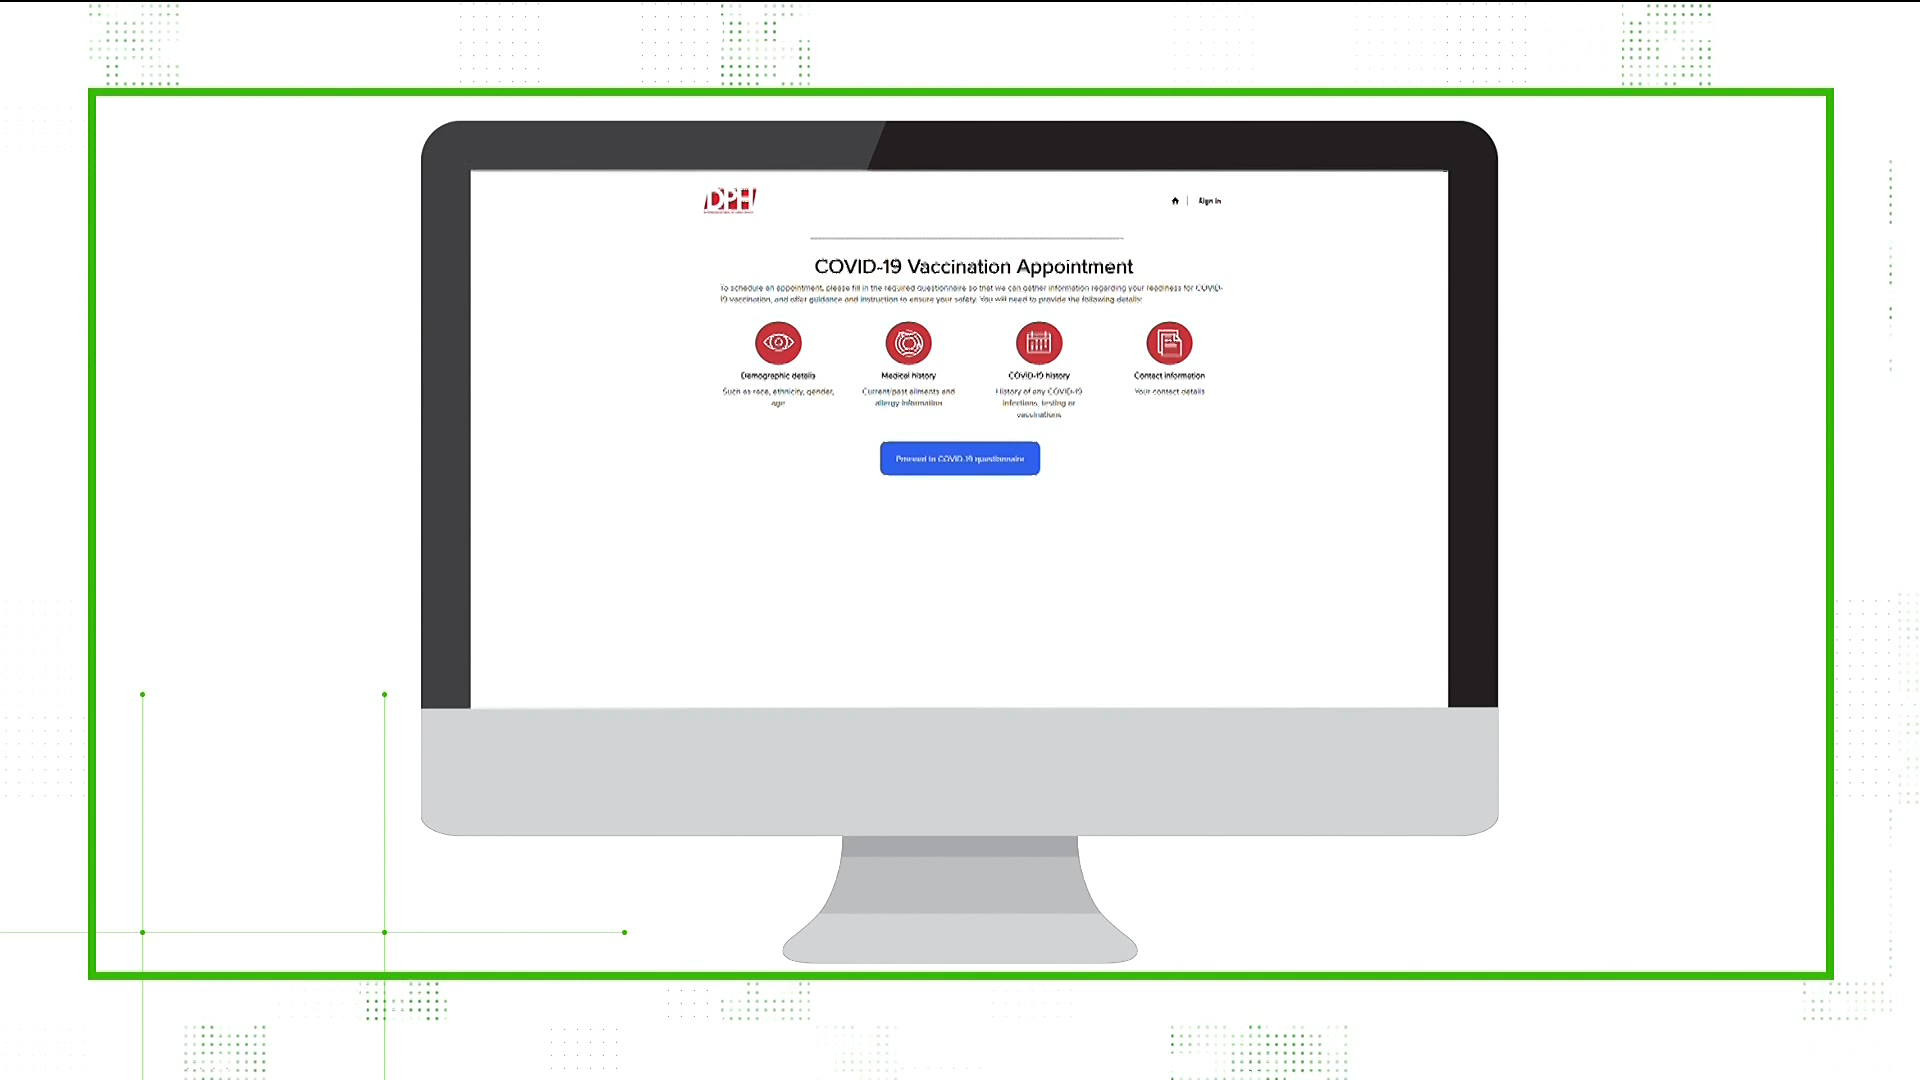 DPH
Sign in
COVID-19 Vaccination Appointment
To schedule an appointment, please fill in the required questionnaire so that we can gather information regarding your readiness for COVID-
19 vaccination, and offer guidance and instruction to ensure your safety. You will need to provide the following details:
Demographic details
Medical history
COVID-19 history
Contact information
Such as race, ethnicity, gender,
age
Current/past ailments and
allergy information
History of any COVID-19
infections, testing or
vaccinations
Your contact details
Proceed to COVID-19 questionnaire